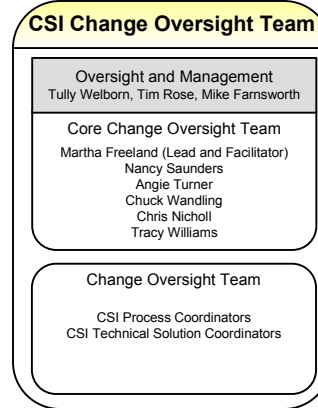 CSI Change Oversight Team
Oversight and Management
Tully Welborn, Tim Rose, Mike Farnsworth
Core Change Oversight Team
Martha Freeland (Lead and Facilitator)
Nancy Saunders
Angie Turner
Chuck Wandling
Chris Nicholl
Tracy Williams
Change Oversight Team
CSI Process Coordinators
CSI Technical Solution Coordinators